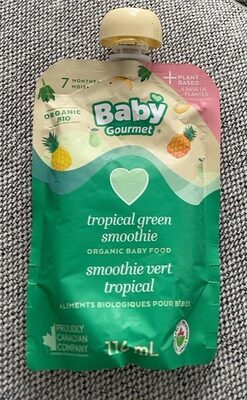 7 MONTHS+
MOIS+
+ PLANT
BASED
À BASE DE
PLANTES
ORGANIC
BIO
Baby
Gourmet®
tropical green
smoothie
ORGANIC BABY FOOD
smoothie vert
tropical
ALIMENTS BIOLOGIQUES POUR BÉBÉS
PROUDLY
CANADIAN
COMPANY
116 mL